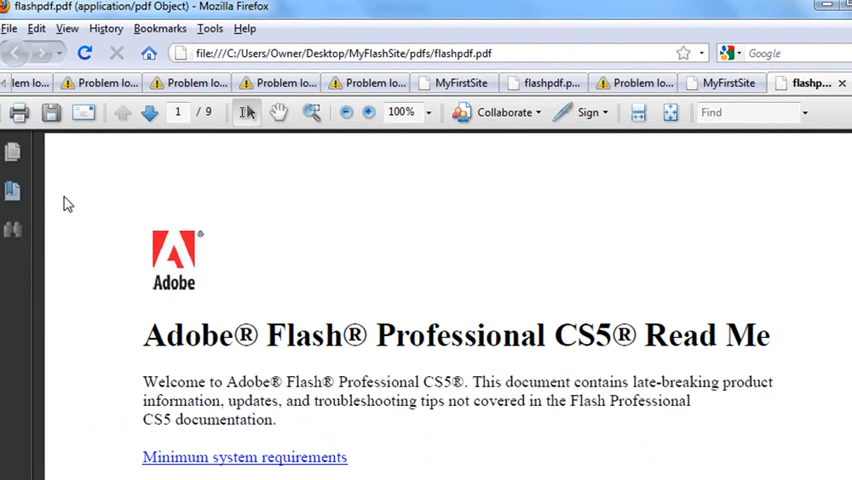 flashpdf.pdf (application/pdf Object) - Mozilla Firefox
File Edit View History Bookmarks Tools Help
file:///C:/Users/Owner/Desktop/MyFlashSite/pdfs/flashpdf.pdf Google
lem lo... Problem lo... Problem lo... Problem lo... Problem lo... MyFirstSite flashpdf.p... Problem lo... MyFirstSite flashp...
1 / 9 100% Collaborate Sign Find
Adobe
Adobe® Flash® Professional CS5® Read Me
Welcome to Adobe® Flash® Professional CS5®. This document contains late-breaking product
information, updates, and troubleshooting tips not covered in the Flash Professional
CS5 documentation.
Minimum system requirements